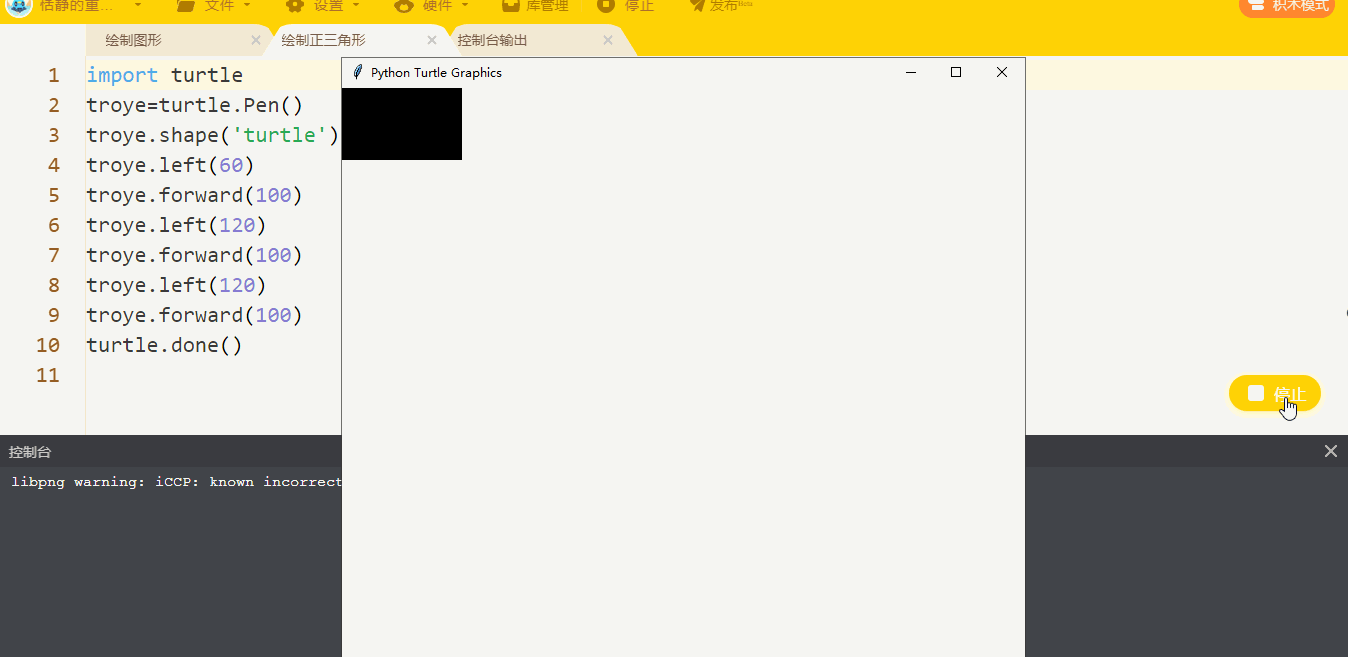 恬静的重... 文件 设置 硬件 库管理 停止 发布Beta 积木模式
绘制图形 绘制正三角形 控制台输出
Python Turtle Graphics
1 import turtle
2 troye=turtle.Pen()
3 troye.shape('turtle')
4 troye.left(60)
5 troye.forward(100)
6 troye.left(120)
7 troye.forward(100)
8 troye.left(120)
9 troye.forward(100)
10 turtle.done()
11
停止
控制台
libpng warning: iCCP: known incorrect